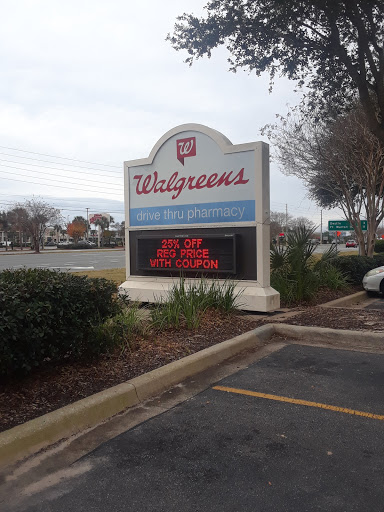 W
Walgreens
drive thru pharmacy
25% OFF
REG PRICE
WITH COUPON